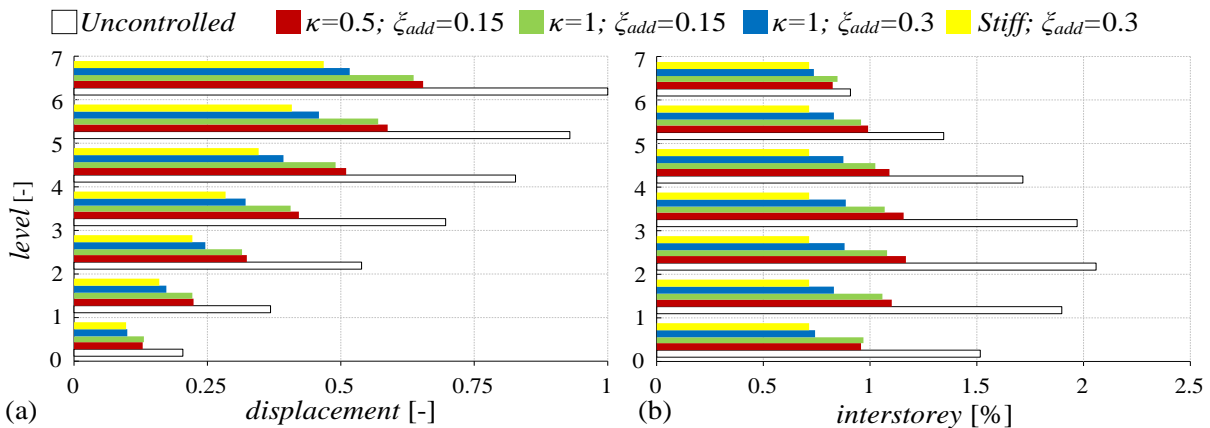 Uncontrolled κ=0.5; ξadd=0.15 κ=1; ξadd=0.15 κ=1; ξadd=0.3 Stiff; ξadd=0.3
level [-]
7
6
5
4
3
2
1
0
0 0.25 0.5 0.75 1
(a) displacement [-]
7
6
5
4
3
2
1
0
0 0.5 1 1.5 2 2.5
(b) interstorey [%]